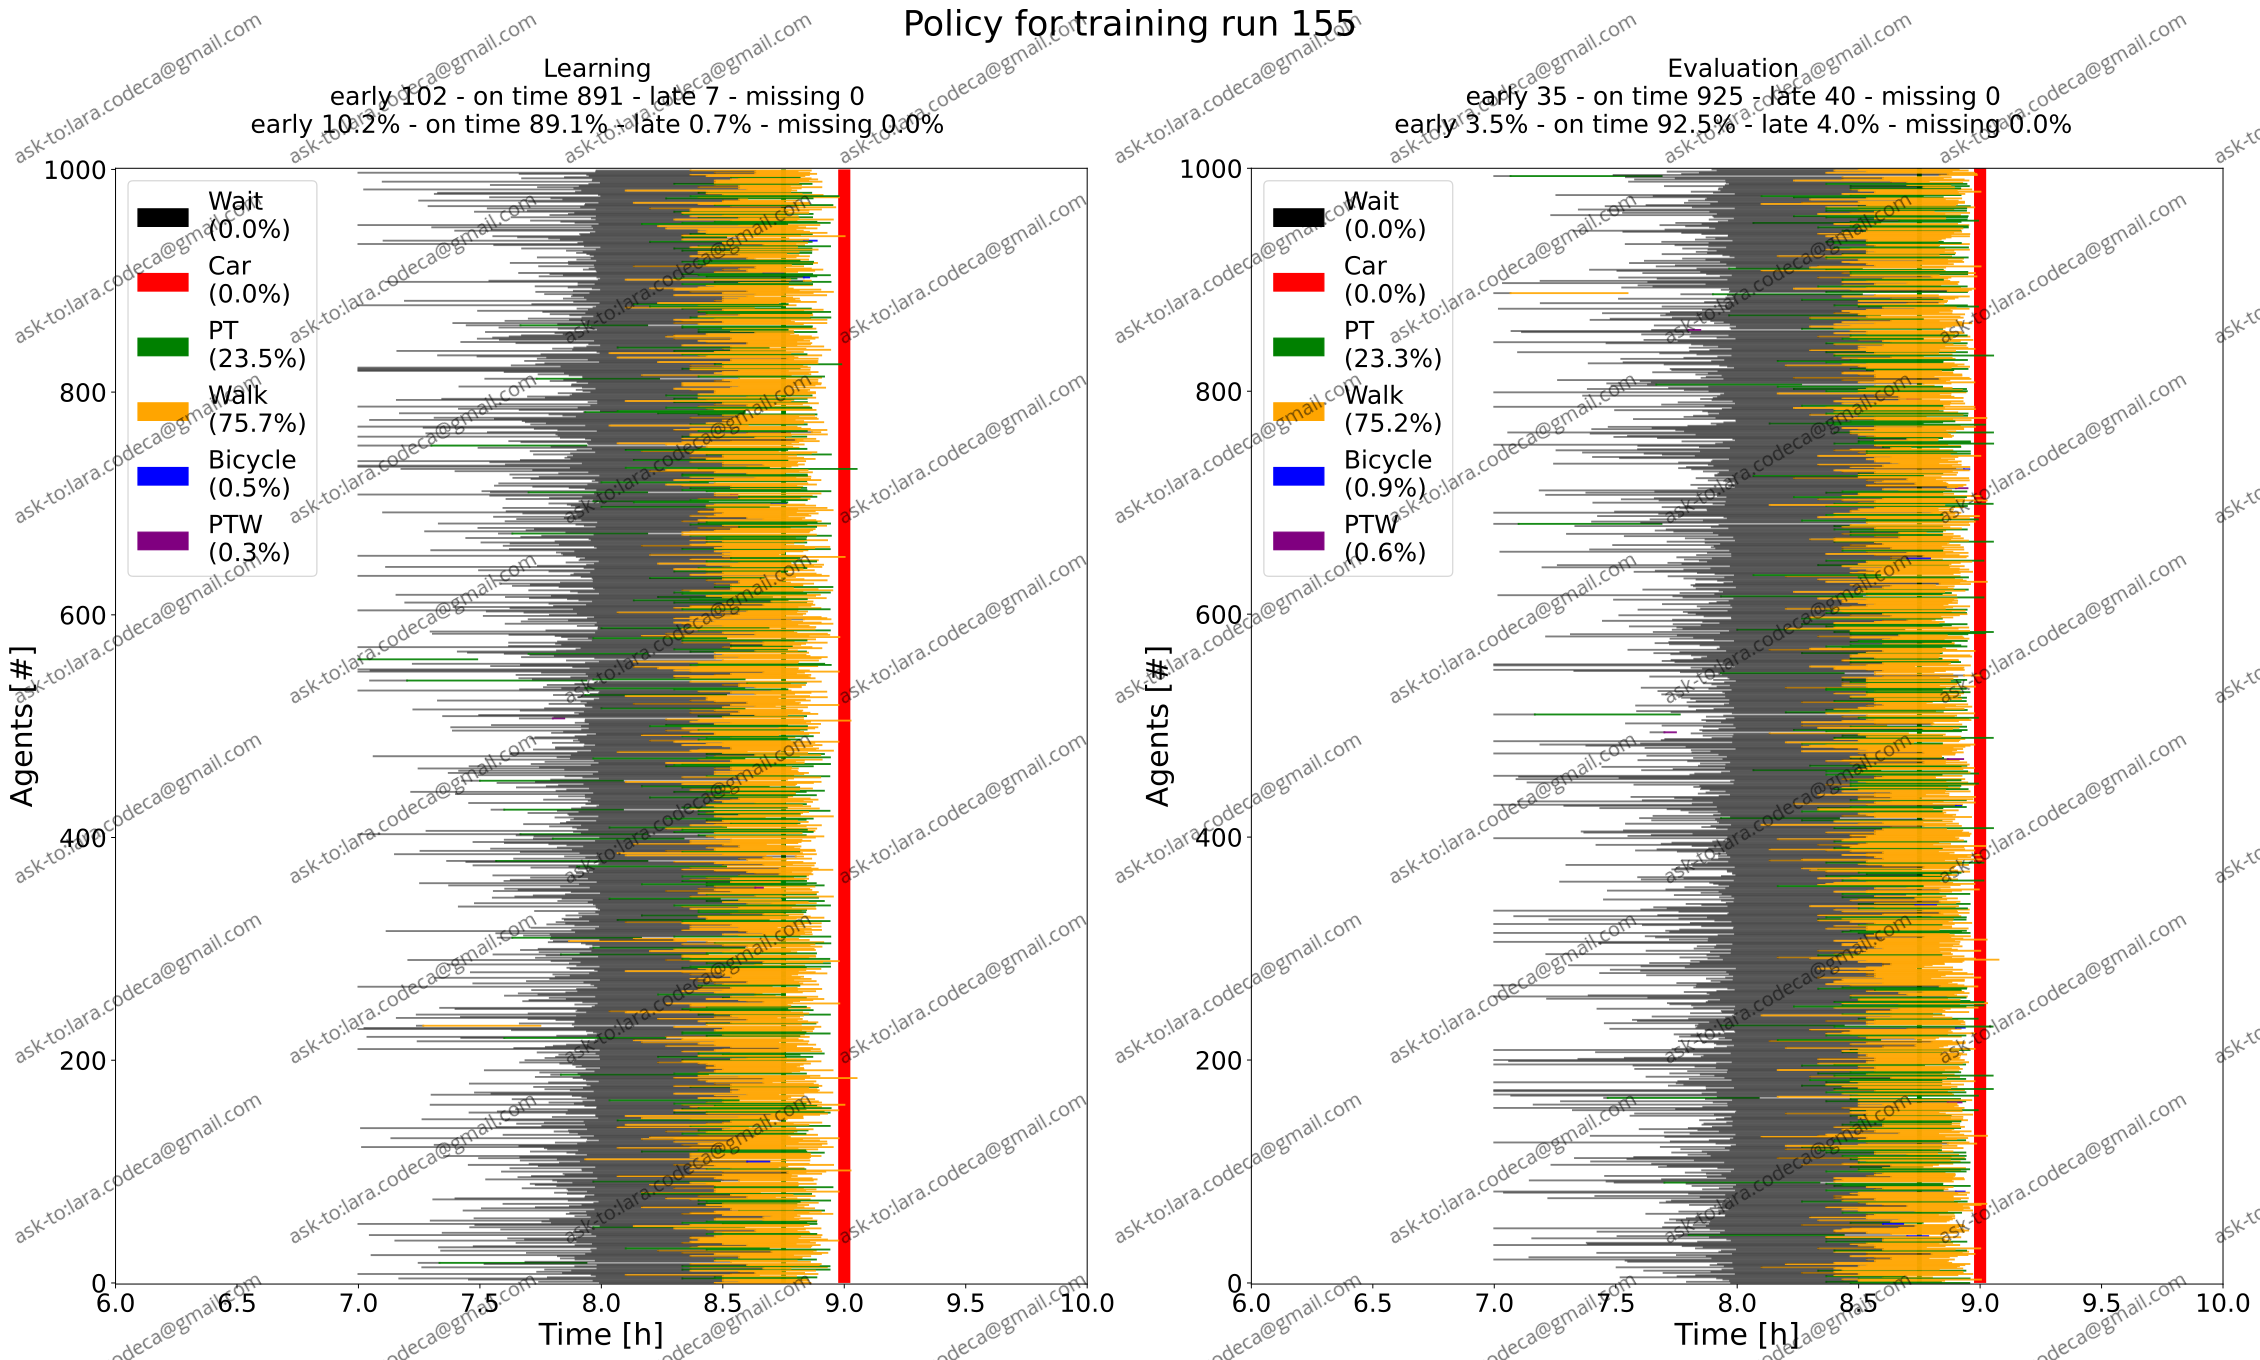 Policy for training run 155
Learning
early 102 - on time 891 - late 7 - missing 0
early 10.2% - on time 89.1% - late 0.7% - missing 0.0%
1000
800
600
400
200
0
Agents [#]
Wait
(0.0%)
Car
(0.0%)
PT
(23.5%)
Walk
(75.7%)
Bicycle
(0.5%)
PTW
(0.3%)
6.0 6.5 7.0 7.5 8.0 8.5 9.0 9.5 10.0
Time [h]
Evaluation
early 35 - on time 925 - late 40 - missing 0
early 3.5% - on time 92.5% - late 4.0% - missing 0.0%
1000
800
600
400
200
0
Agents [#]
Wait
(0.0%)
Car
(0.0%)
PT
(23.3%)
Walk
(75.2%)
Bicycle
(0.9%)
PTW
(0.6%)
6.0 6.5 7.0 7.5 8.0 8.5 9.0 9.5 10.0
Time [h]
ask-to:lara.codeca@gmail.com